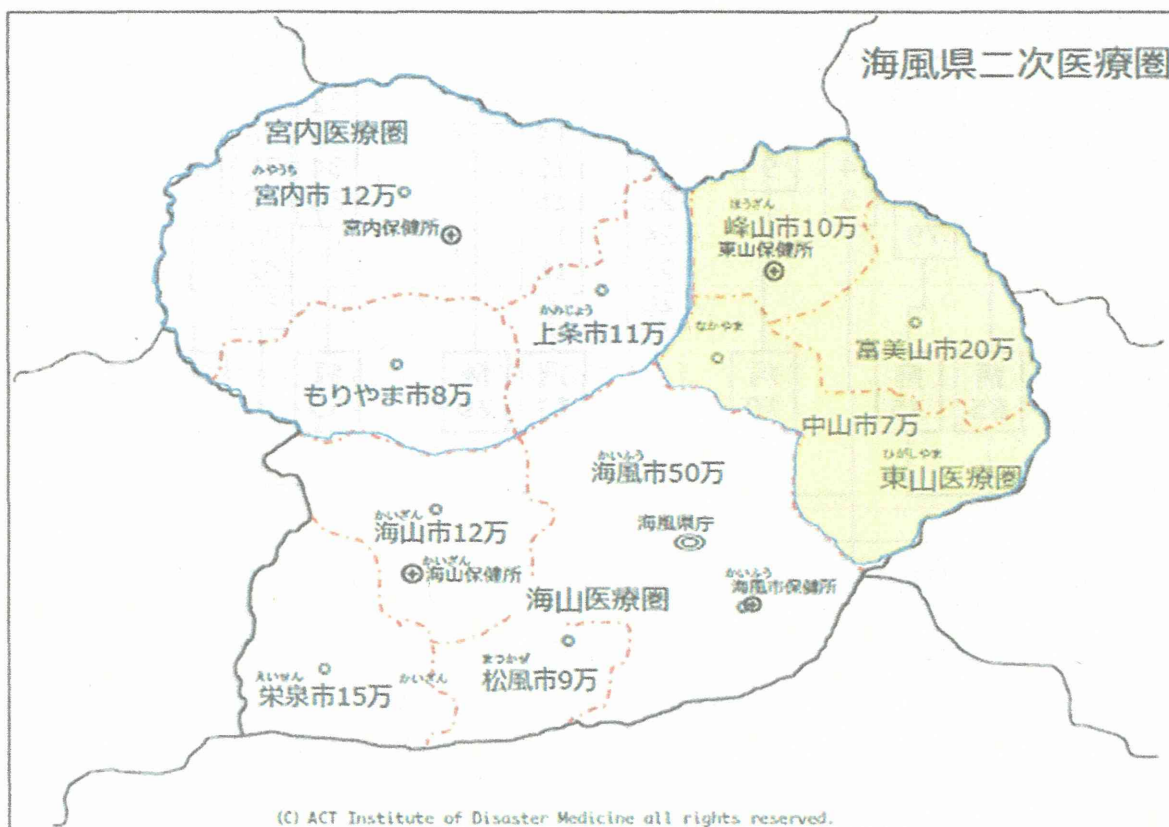 海風県二次医療圏
宮内医療圏
みやうち
宮内市 12万
宮内保健所
ほうざん
峰山市10万
東山保健所
かみじょう
上条市11万
なかやま
富美山市20万
もりやま市8万
中山市7万
ひがしやま
東山医療圏
かいふう
海風市50万
かいざん
海山市12万
海風県庁
かいざん
海山保健所
かいふう
海風市保健所
海山医療圏
まつかぜ
松風市9万
えいせん
栄泉市15万
かいざん
(C) ACT Institute of Disaster Medicine all rights reserved.